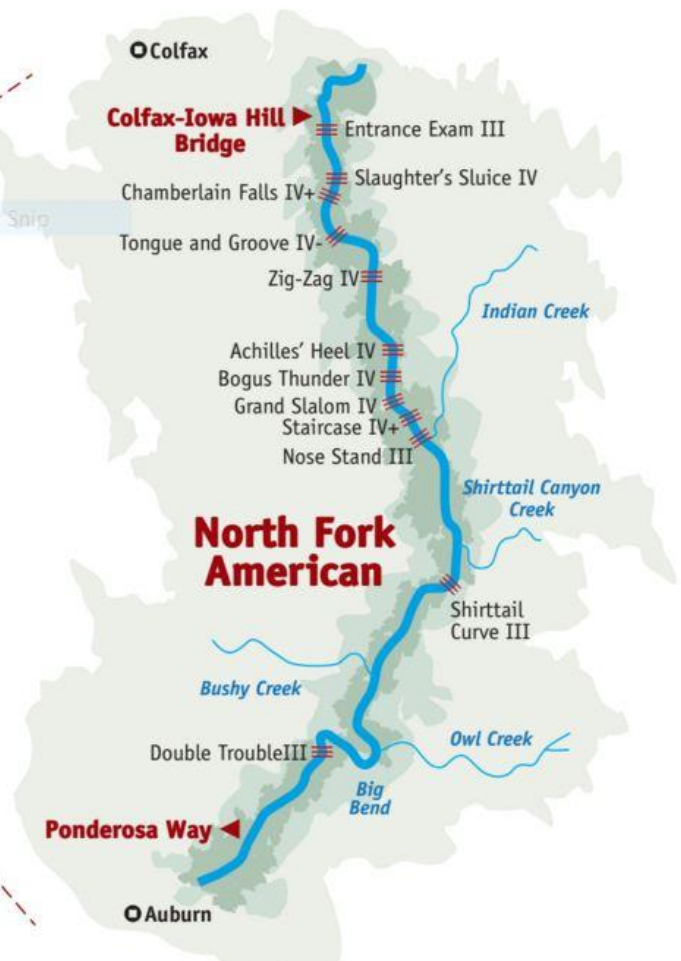 Colfax
Colfax-Iowa Hill
Bridge
Entrance Exam III
Slaughter's Sluice IV
Chamberlain Falls IV+
Snip
Tongue and Groove IV-
Zig-Zag IV
Indian Creek
Achilles' Heel IV
Bogus Thunder IV
Grand Slalom IV
Staircase IV+
Nose Stand III
Shirttail Canyon
Creek
North Fork
American
Shirttail
Curve III
Bushy Creek
Owl Creek
Double TroubleIII
Big
Bend
Ponderosa Way
Auburn